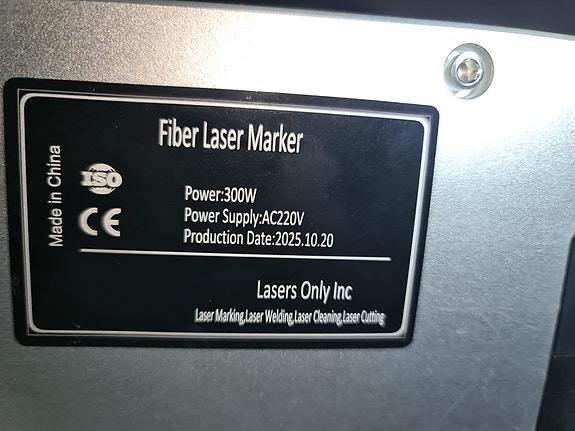 Fiber Laser Marker
Made in China
ISO
CE
Power:300W
Power Supply:AC220V
Production Date:2025.10.20
Lasers Only Inc
Laser Marking,Laser Welding,Laser Cleaning,Laser Cutting